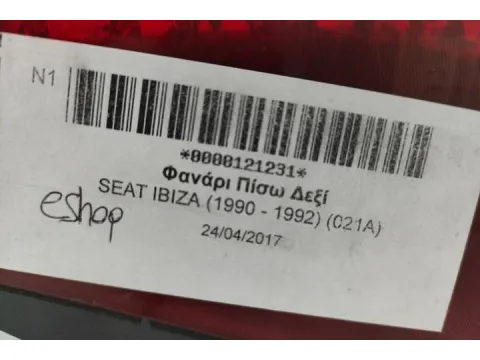 N1
*0000121231*
Φανάρι Πίσω Δεξί
SEAT IBIZA (1990 - 1992) (021A)
eshop
24/04/2017